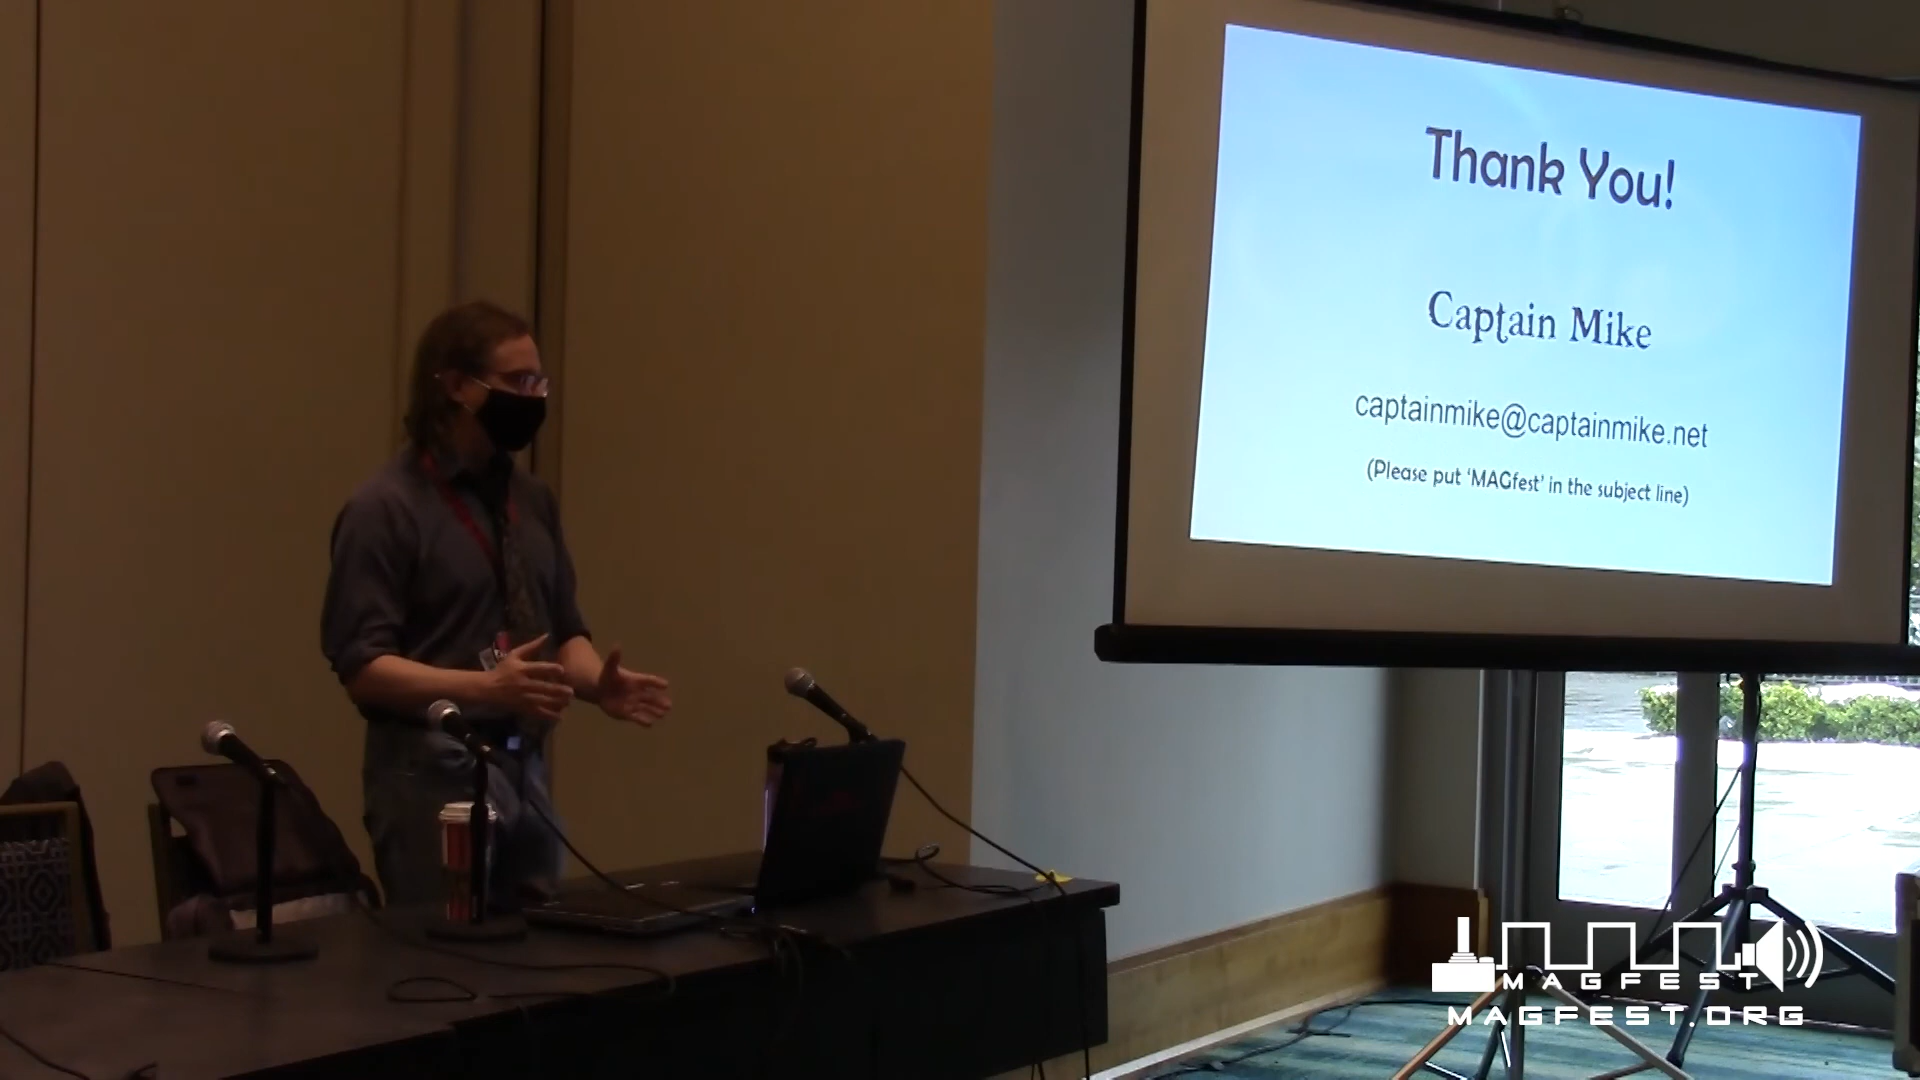 Thank You!
Captain Mike
captainmike@captainmike.net
(Please put ‘MAGfest’ in the subject line)
MAGFEST
MAGFEST.ORG